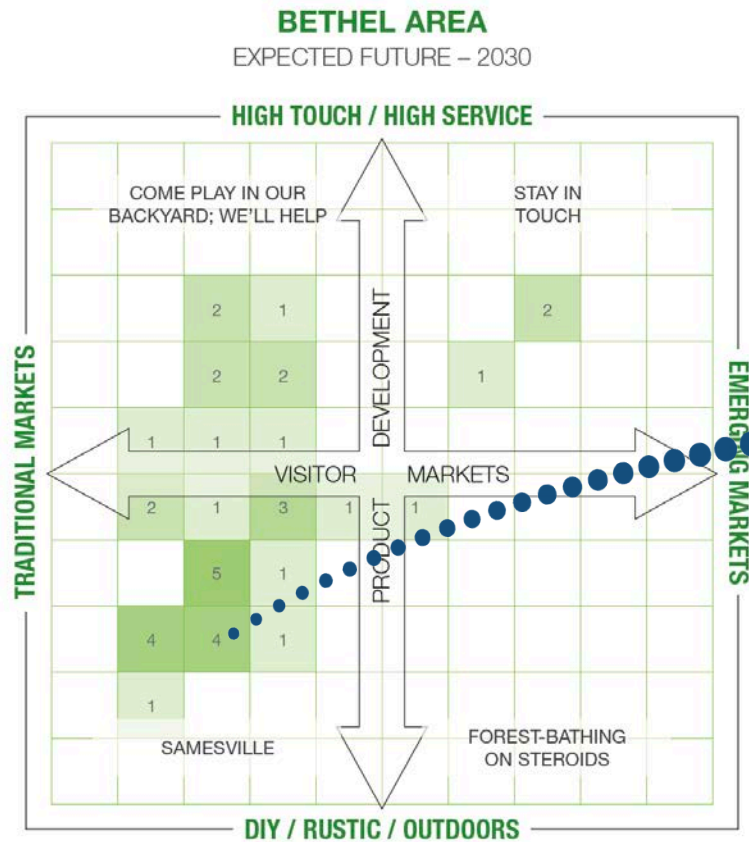 BETHEL AREA
EXPECTED FUTURE – 2030
HIGH TOUCH / HIGH SERVICE
COME PLAY IN OUR
BACKYARD; WE'LL HELP
STAY IN
TOUCH
2 1 2
2 2 1
TRADITIONAL MARKETS
EMERGING MARKETS
DEVELOPMENT
1 1 1
VISITOR MARKETS
2 1 3 1 1
PRODUCT
5 1
4 4 1
1
SAMESVILLE
FOREST-BATHING
ON STEROIDS
DIY / RUSTIC / OUTDOORS